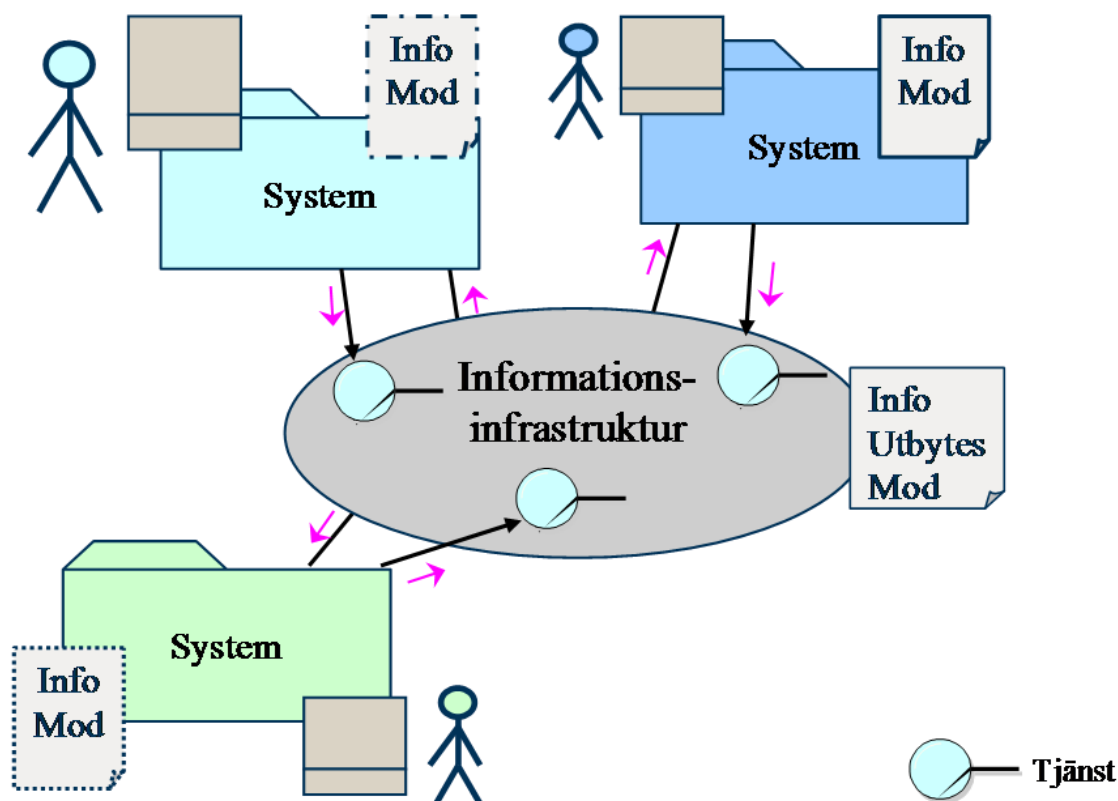 Info
Mod
System
Info
Mod
System
Informations-
infrastruktur
Info
Utbytes
Mod
System
Info
Mod
Tjänst